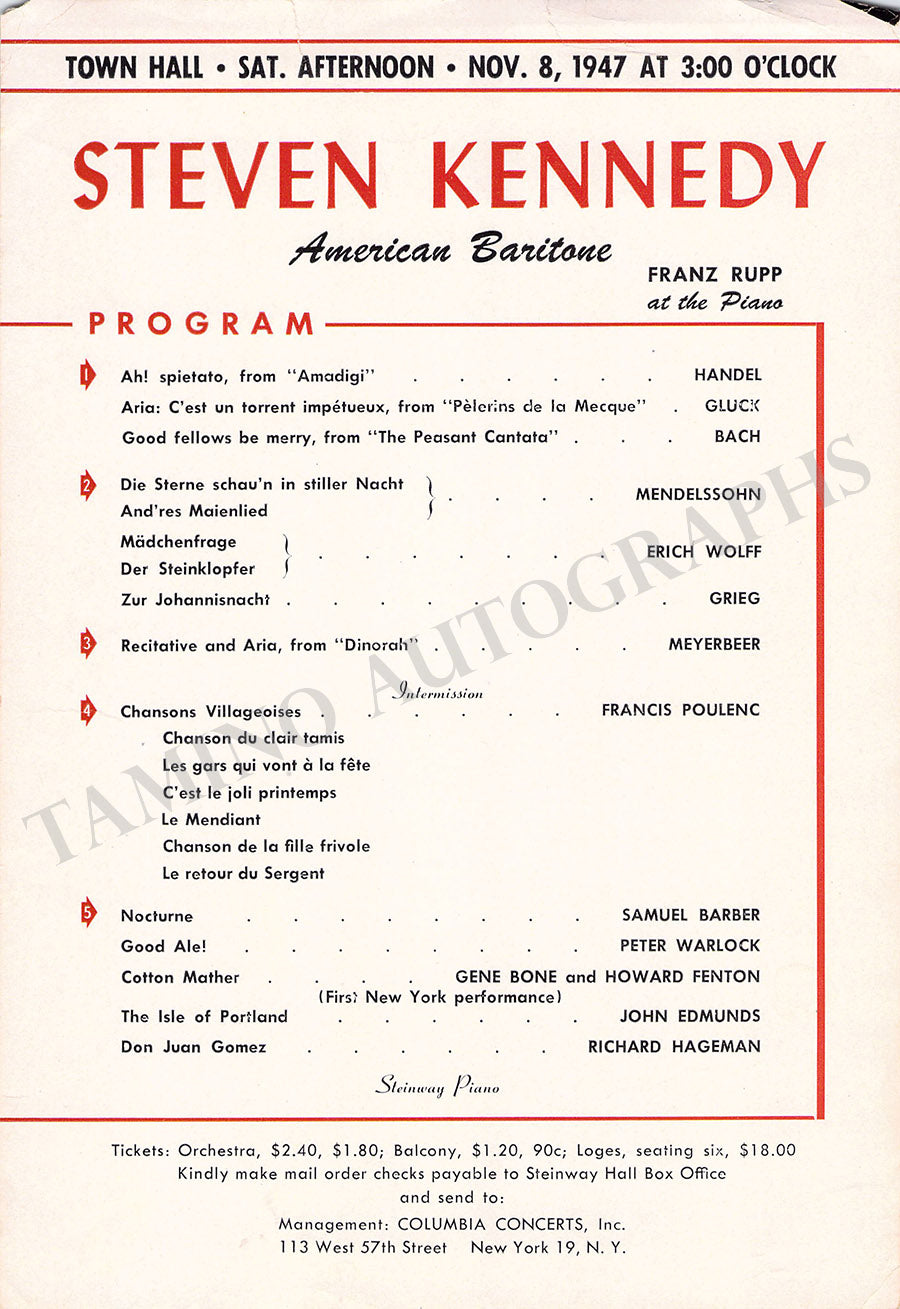 TOWN HALL • SAT. AFTERNOON • NOV. 8, 1947 AT 3:00 O'CLOCK
STEVEN KENNEDY
American Baritone
FRANZ RUPP
at the Piano
PROGRAM
1 Ah! spietato, from "Amadigi" . . . . . . HANDEL
Aria: C'est un torrent impétueux, from "Pèlerins de la Mecque" . GLUCK
Good fellows be merry, from "The Peasant Cantata" . . . BACH
2 Die Sterne schau'n in stiller Nacht
And'res Maienlied } . . . . MENDELSSOHN
Mädchenfrage
Der Steinklopfer } . . . . . . . ERICH WOLFF
Zur Johannisnacht . . . . . . . . . GRIEG
3 Recitative and Aria, from "Dinorah" . . . . . MEYERBEER
Intermission
4 Chansons Villageoises . . . . . . FRANCIS POULENC
Chanson du clair tamis
Les gars qui vont à la fête
C'est le joli printemps
Le Mendiant
Chanson de la fille frivole
Le retour du Sergent
5 Nocturne . . . . . . . . SAMUEL BARBER
Good Ale! . . . . . . . . PETER WARLOCK
Cotton Mather . . . . GENE BONE and HOWARD FENTON
(First New York performance)
The Isle of Portland . . . . . . JOHN EDMUNDS
Don Juan Gomez . . . . . . RICHARD HAGEMAN
Steinway Piano
Tickets: Orchestra, $2.40, $1.80; Balcony, $1.20, 90c; Loges, seating six, $18.00
Kindly make mail order checks payable to Steinway Hall Box Office
and send to:
Management: COLUMBIA CONCERTS, Inc.
113 West 57th Street New York 19, N. Y.
TAMINO AUTOGRAPHS